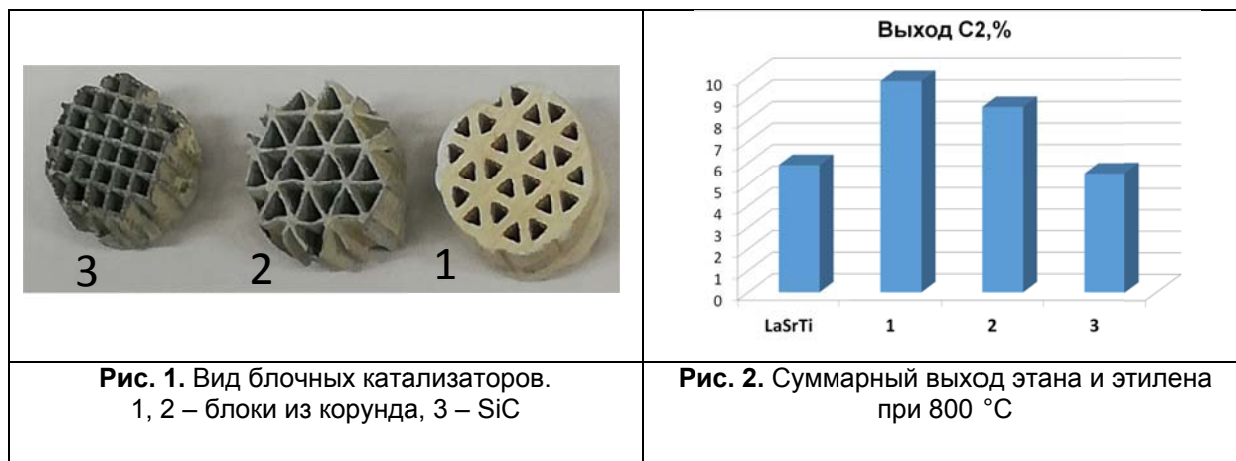 3
2
1
Выход С2,%
10
9
8
7
6
5
4
3
2
1
0
LaSrTi 1 2 3
Рис. 1. Вид блочных катализаторов.
1, 2 – блоки из корунда, 3 – SiC
Рис. 2. Суммарный выход этана и этилена
при 800 °C